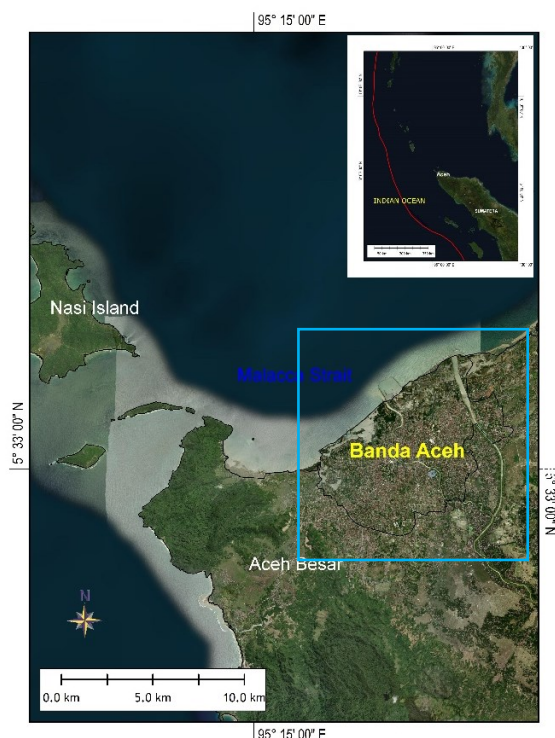 95° 15' 00" E
Aceh
INDIAN OCEAN
SUMATERA
Nasi Island
Malacca Strait
5° 33' 00" N
Banda Aceh
5° 33' 00" N
Aceh Besar
N
0.0 km 5.0 km 10.0 km
95° 15' 00" E